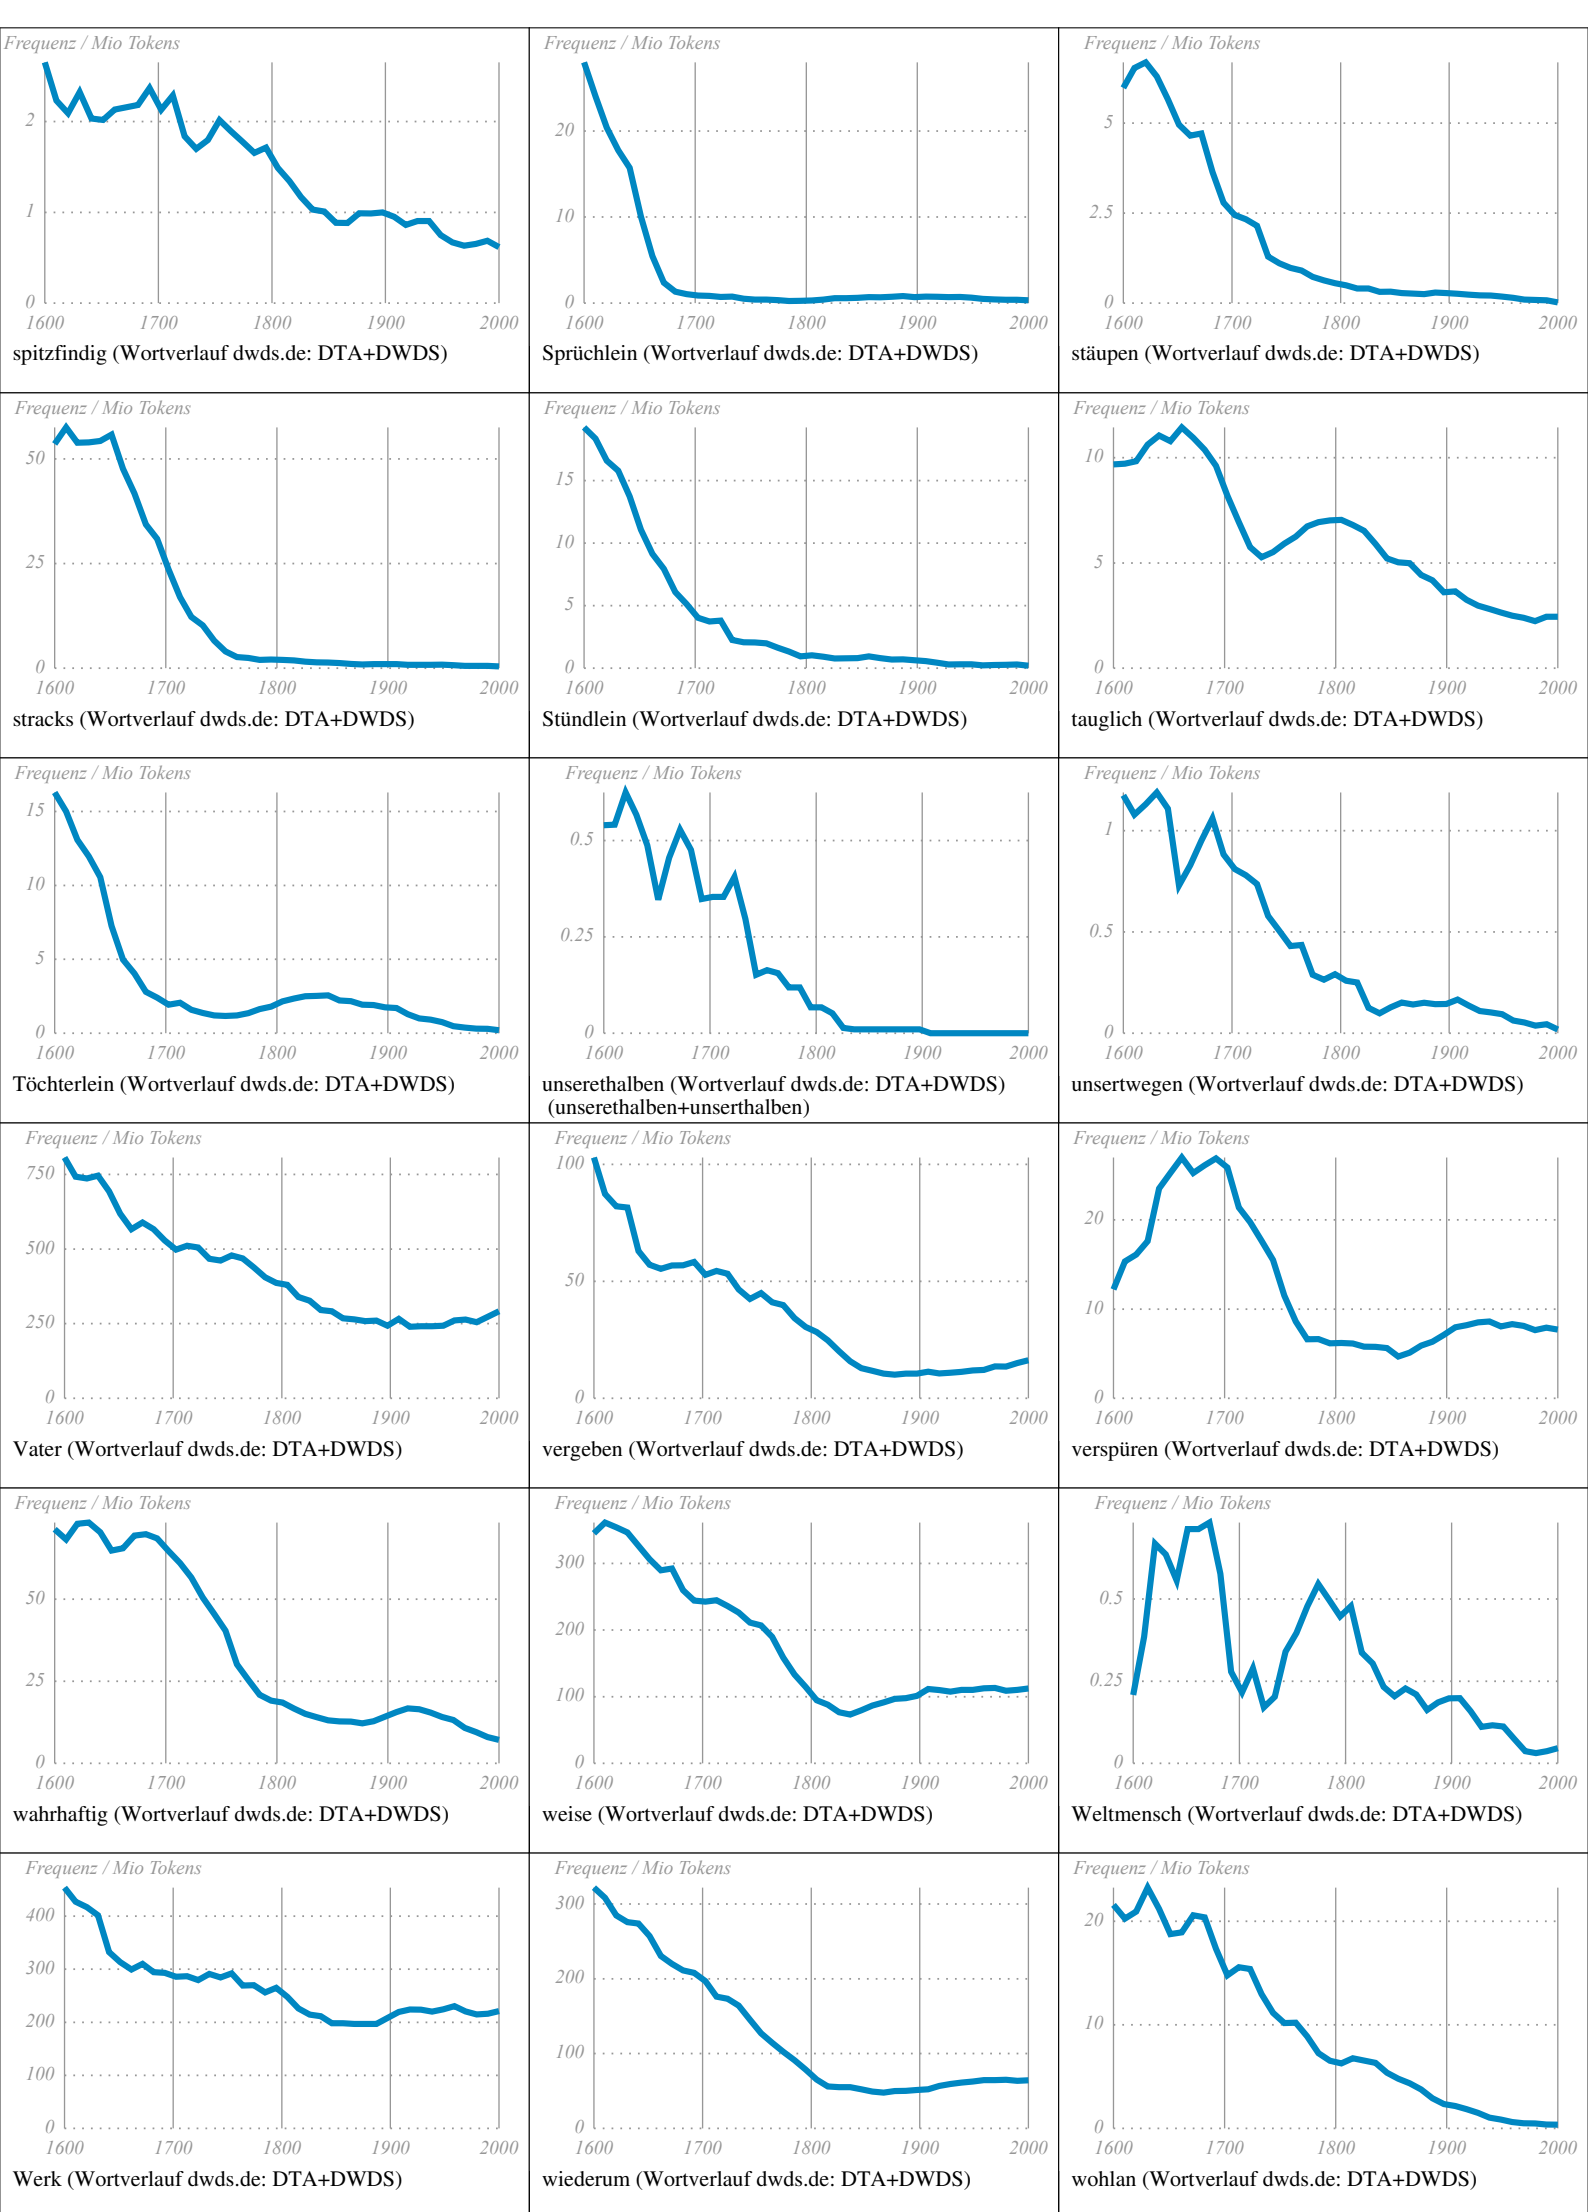 Frequenz / Mio Tokens
2
1
0
1600 1700 1800 1900 2000
spitzfindig (Wortverlauf dwds.de: DTA+DWDS)
Frequenz / Mio Tokens
20
10
0
1600 1700 1800 1900 2000
Sprüchlein (Wortverlauf dwds.de: DTA+DWDS)
Frequenz / Mio Tokens
5
2.5
0
1600 1700 1800 1900 2000
stäupen (Wortverlauf dwds.de: DTA+DWDS)
Frequenz / Mio Tokens
50
25
0
1600 1700 1800 1900 2000
stracks (Wortverlauf dwds.de: DTA+DWDS)
Frequenz / Mio Tokens
15
10
5
0
1600 1700 1800 1900 2000
Stündlein (Wortverlauf dwds.de: DTA+DWDS)
Frequenz / Mio Tokens
10
5
0
1600 1700 1800 1900 2000
tauglich (Wortverlauf dwds.de: DTA+DWDS)
Frequenz / Mio Tokens
15
10
5
0
1600 1700 1800 1900 2000
Töchterlein (Wortverlauf dwds.de: DTA+DWDS)
Frequenz / Mio Tokens
0.5
0.25
0
1600 1700 1800 1900 2000
unserethalben (Wortverlauf dwds.de: DTA+DWDS)
(unserethalben+unserthalben)
Frequenz / Mio Tokens
1
0.5
0
1600 1700 1800 1900 2000
unsertwegen (Wortverlauf dwds.de: DTA+DWDS)
Frequenz / Mio Tokens
750
500
250
0
1600 1700 1800 1900 2000
Vater (Wortverlauf dwds.de: DTA+DWDS)
Frequenz / Mio Tokens
100
50
0
1600 1700 1800 1900 2000
vergeben (Wortverlauf dwds.de: DTA+DWDS)
Frequenz / Mio Tokens
20
10
0
1600 1700 1800 1900 2000
verspüren (Wortverlauf dwds.de: DTA+DWDS)
Frequenz / Mio Tokens
50
25
0
1600 1700 1800 1900 2000
wahrhaftig (Wortverlauf dwds.de: DTA+DWDS)
Frequenz / Mio Tokens
300
200
100
0
1600 1700 1800 1900 2000
weise (Wortverlauf dwds.de: DTA+DWDS)
Frequenz / Mio Tokens
0.5
0.25
0
1600 1700 1800 1900 2000
Weltmensch (Wortverlauf dwds.de: DTA+DWDS)
Frequenz / Mio Tokens
400
300
200
100
0
1600 1700 1800 1900 2000
Werk (Wortverlauf dwds.de: DTA+DWDS)
Frequenz / Mio Tokens
300
200
100
0
1600 1700 1800 1900 2000
wiederum (Wortverlauf dwds.de: DTA+DWDS)
Frequenz / Mio Tokens
20
10
0
1600 1700 1800 1900 2000
wohlan (Wortverlauf dwds.de: DTA+DWDS)